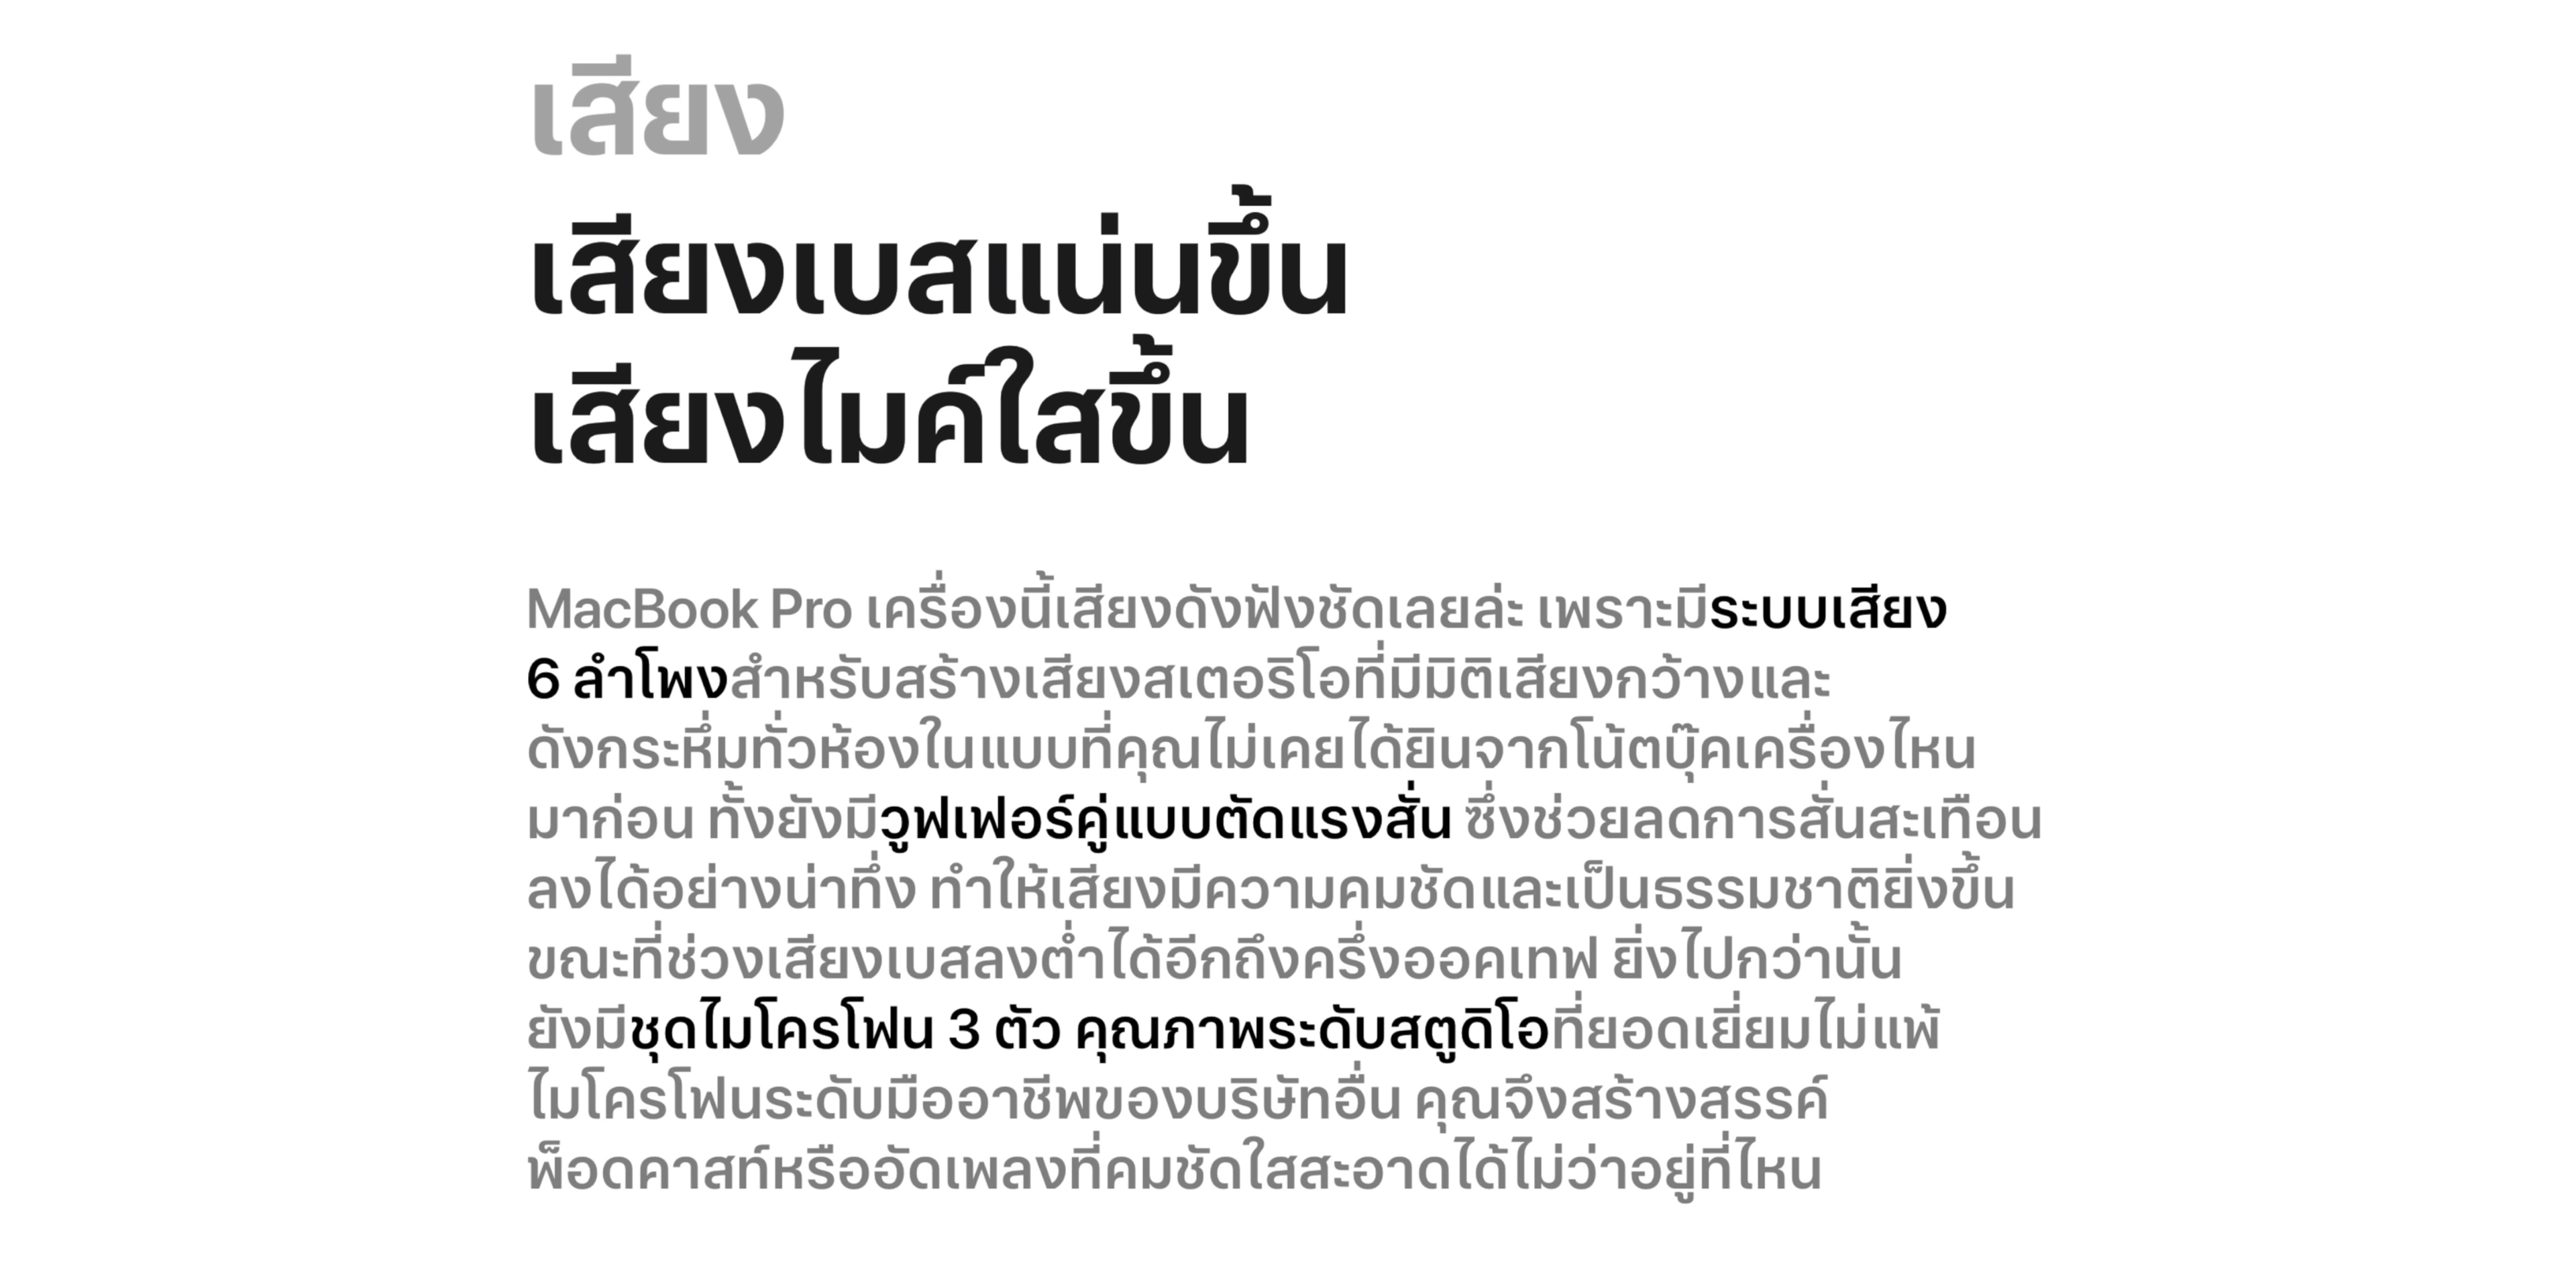 เสียง
เสียงเบสแน่นขึ้น
เสียงไมค์ใสขึ้น
MacBook Pro เครื่องนี้เสียงดังฟังชัดเลยล่ะ เพราะมีระบบเสียง
6 ลำโพงสำหรับสร้างเสียงสเตอริโอที่มีมิติเสียงกว้างและ
ดังกระหึ่มทั่วห้องในแบบที่คุณไม่เคยได้ยินจากโน้ตบุ๊คเครื่องไหน
มาก่อน ทั้งยังมีวูฟเฟอร์คู่แบบตัดแรงสั่น ซึ่งช่วยลดการสั่นสะเทือน
ลงได้อย่างน่าทึ่ง ทำให้เสียงมีความคมชัดและเป็นธรรมชาติยิ่งขึ้น
ขณะที่ช่วงเสียงเบสลงต่ำได้อีกถึงครึ่งออคเทฟ ยิ่งไปกว่านั้น
ยังมีชุดไมโครโฟน 3 ตัว คุณภาพระดับสตูดิโอที่ยอดเยี่ยมไม่แพ้
ไมโครโฟนระดับมืออาชีพของบริษัทอื่น คุณจึงสร้างสรรค์
พ็อดคาสท์หรืออัดเพลงที่คมชัดใสสะอาดได้ไม่ว่าอยู่ที่ไหน